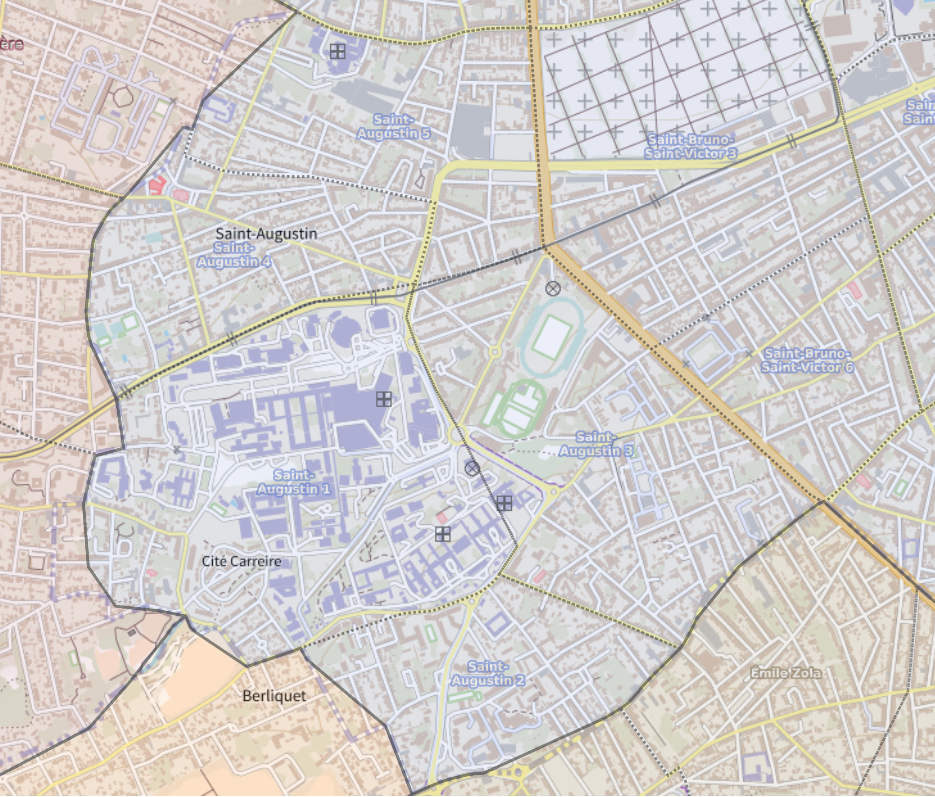 ère
Saint-
Augustin 5
Saint-Bruno-
Saint-Victor 3
Sain
Saint
Saint-Augustin
Saint-
Augustin 4
Saint-Bruno-
Saint-Victor 6
Saint-
Augustin 3
Saint-
Augustin 1
Cité Carreire
Saint-
Augustin 2
Émile Zola
Berliquet